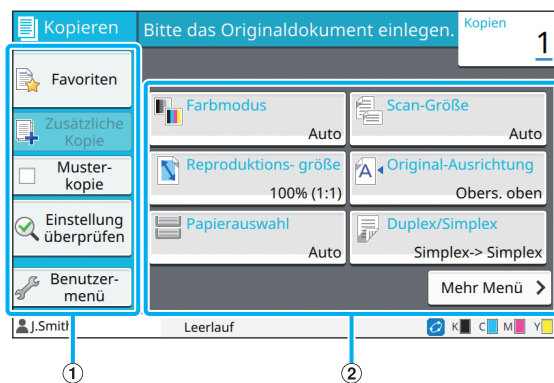 Kopieren
Bitte das Originaldokument einlegen.
Kopien
1
Favoriten
Zusätzliche
Kopie
Muster-
kopie
Einstellung
überprüfen
Benutzer-
menü
Farbmodus
Auto
Scan-Größe
Auto
Reproduktions- größe
100% (1:1)
Original-Ausrichtung
Obers. oben
Papierauswahl
Auto
Duplex/Simplex
Simplex-> Simplex
Mehr Menü
J.Smith
Leerlauf
K C M Y
1
2